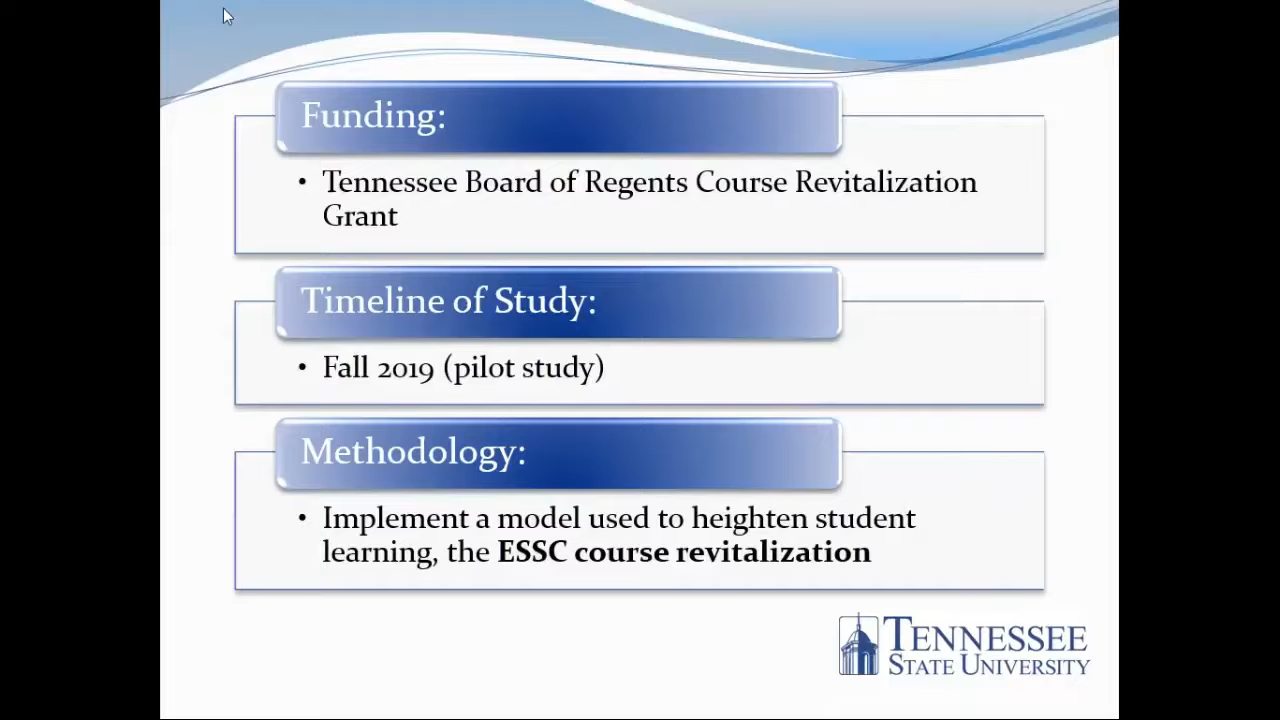 Funding:
• Tennessee Board of Regents Course Revitalization
Grant
Timeline of Study:
• Fall 2019 (pilot study)
Methodology:
• Implement a model used to heighten student
learning, the ESSC course revitalization
TENNESSEE
STATE UNIVERSITY